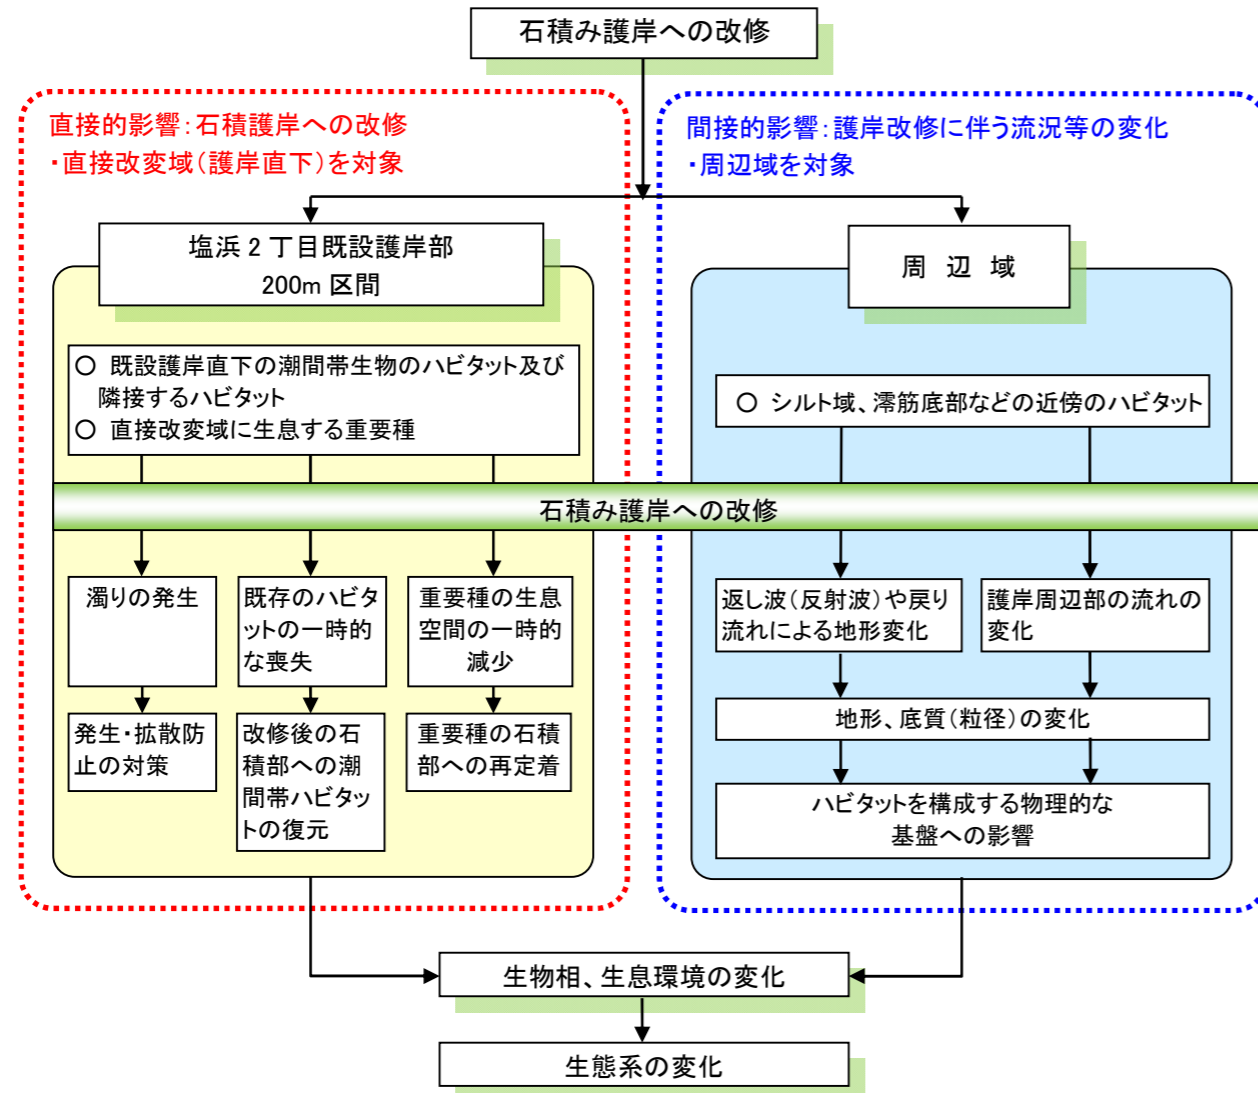 石積み護岸への改修
直接的影響：石積護岸への改修
・直接改変域（護岸直下）を対象
間接的影響：護岸改修に伴う流況等の変化
・周辺域を対象
塩浜 2 丁目既設護岸部
200m 区間
周 辺 域
○ 既設護岸直下の潮間帯生物のハビタット及び
隣接するハビタット
○ 直接改変域に生息する重要種
○ シルト域、澪筋底部などの近傍のハビタット
石積み護岸への改修
濁りの発生
既存のハビタ
ットの一時的
な喪失
重要種の生息
空間の一時的
減少
返し波（反射波）や戻り
流れによる地形変化
護岸周辺部の流れの
変化
発生・拡散防
止の対策
改修後の石
積部への潮
間帯ハビタッ
トの復元
重要種の石積
部への再定着
地形、底質（粒径）の変化
ハビタットを構成する物理的な
基盤への影響
生物相、生息環境の変化
生態系の変化